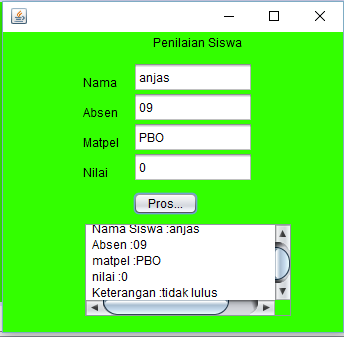 Penilaian Siswa
Nama anjas
Absen 09
Matpel PBO
Nilai 0
Pros...
Nama Siswa :anjas
Absen :09
matpel :PBO
nilai :0
Keterangan :tidak lulus